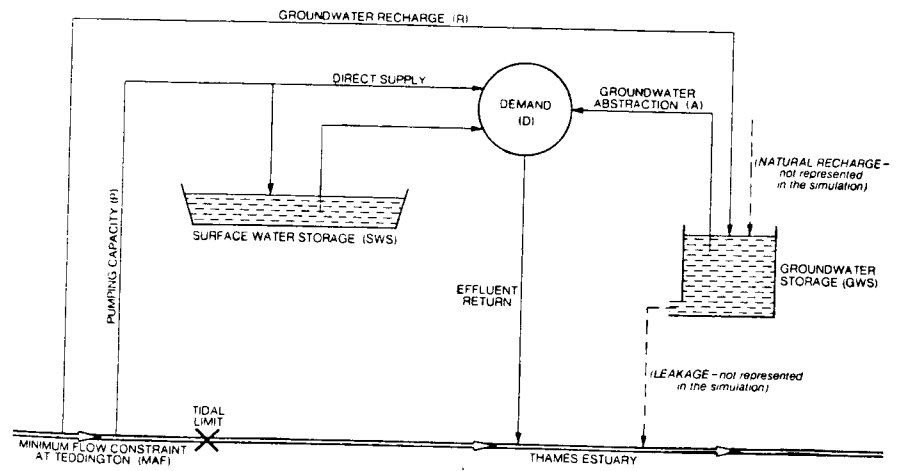 GROUNDWATER RECHARGE (R)
DIRECT SUPPLY
DEMAND
(D)
GROUNDWATER
ABSTRACTION (A)
(NATURAL RECHARGE–
not represented
in the simulation)
PUMPING CAPACITY (P)
SURFACE WATER STORAGE (SWS)
GROUNDWATER
STORAGE (GWS)
EFFLUENT
RETURN
(LEAKAGE – not represented
in the simulation)
TIDAL
LIMIT
MINIMUM FLOW CONSTRAINT
AT TEDDINGTON (MAF)
THAMES ESTUARY